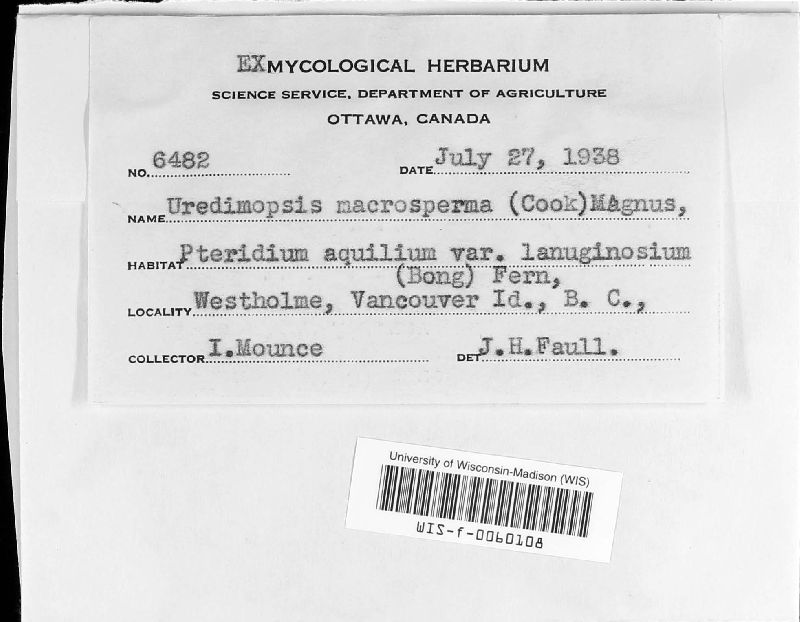 EX MYCOLOGICAL HERBARIUM
SCIENCE SERVICE, DEPARTMENT OF AGRICULTURE
OTTAWA, CANADA
NO. 6482 DATE July 27, 1938
NAME Uredimopsis macrosperma (Cook) MAgnus,
HABITAT Pteridium aquilium var. lanuginosium
(Bong) Fern,
LOCALITY Westholme, Vancouver Id., B. C.,
COLLECTOR I.Mounce DET J.H.Faull.
University of Wisconsin-Madison (WIS)
WIS-f-0060108